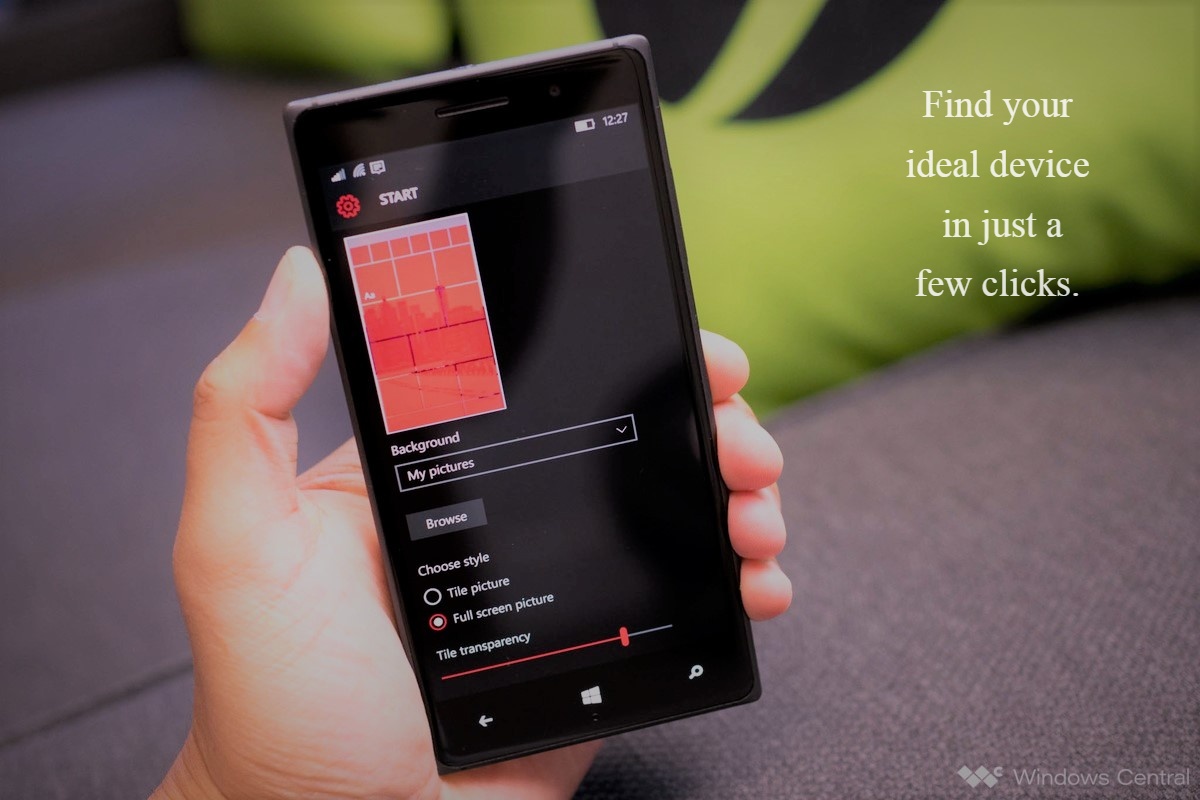 12:27
START
Aa
Background
My pictures
Browse
Choose style
Tile picture
Full screen picture
Tile transparency
Find your
ideal device
in just a
few clicks.
Windows Central